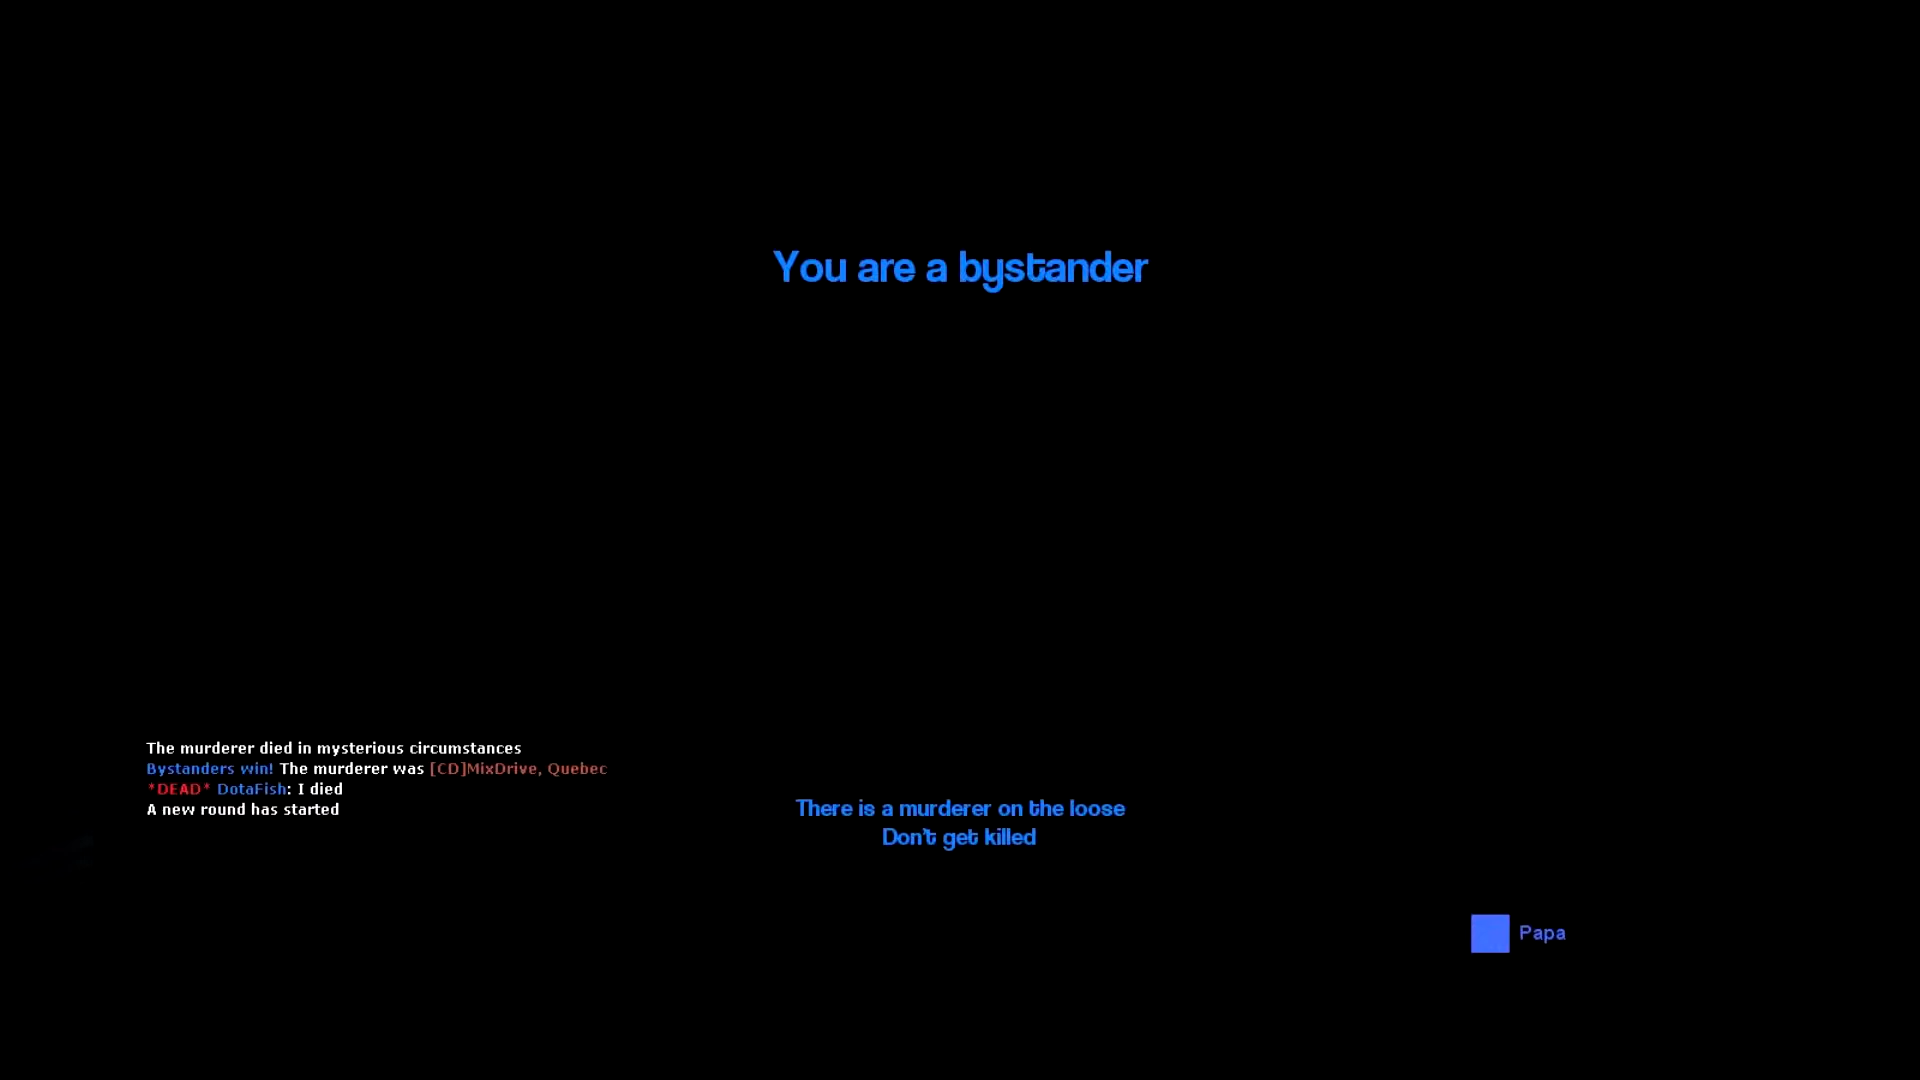 You are a bystander
The murderer died in mysterious circumstances
Bystanders win! The murderer was [CD]MixDrive, Quebec
*DEAD* DotaFish: I died
A new round has started
There is a murderer on the loose
Don't get killed
Papa